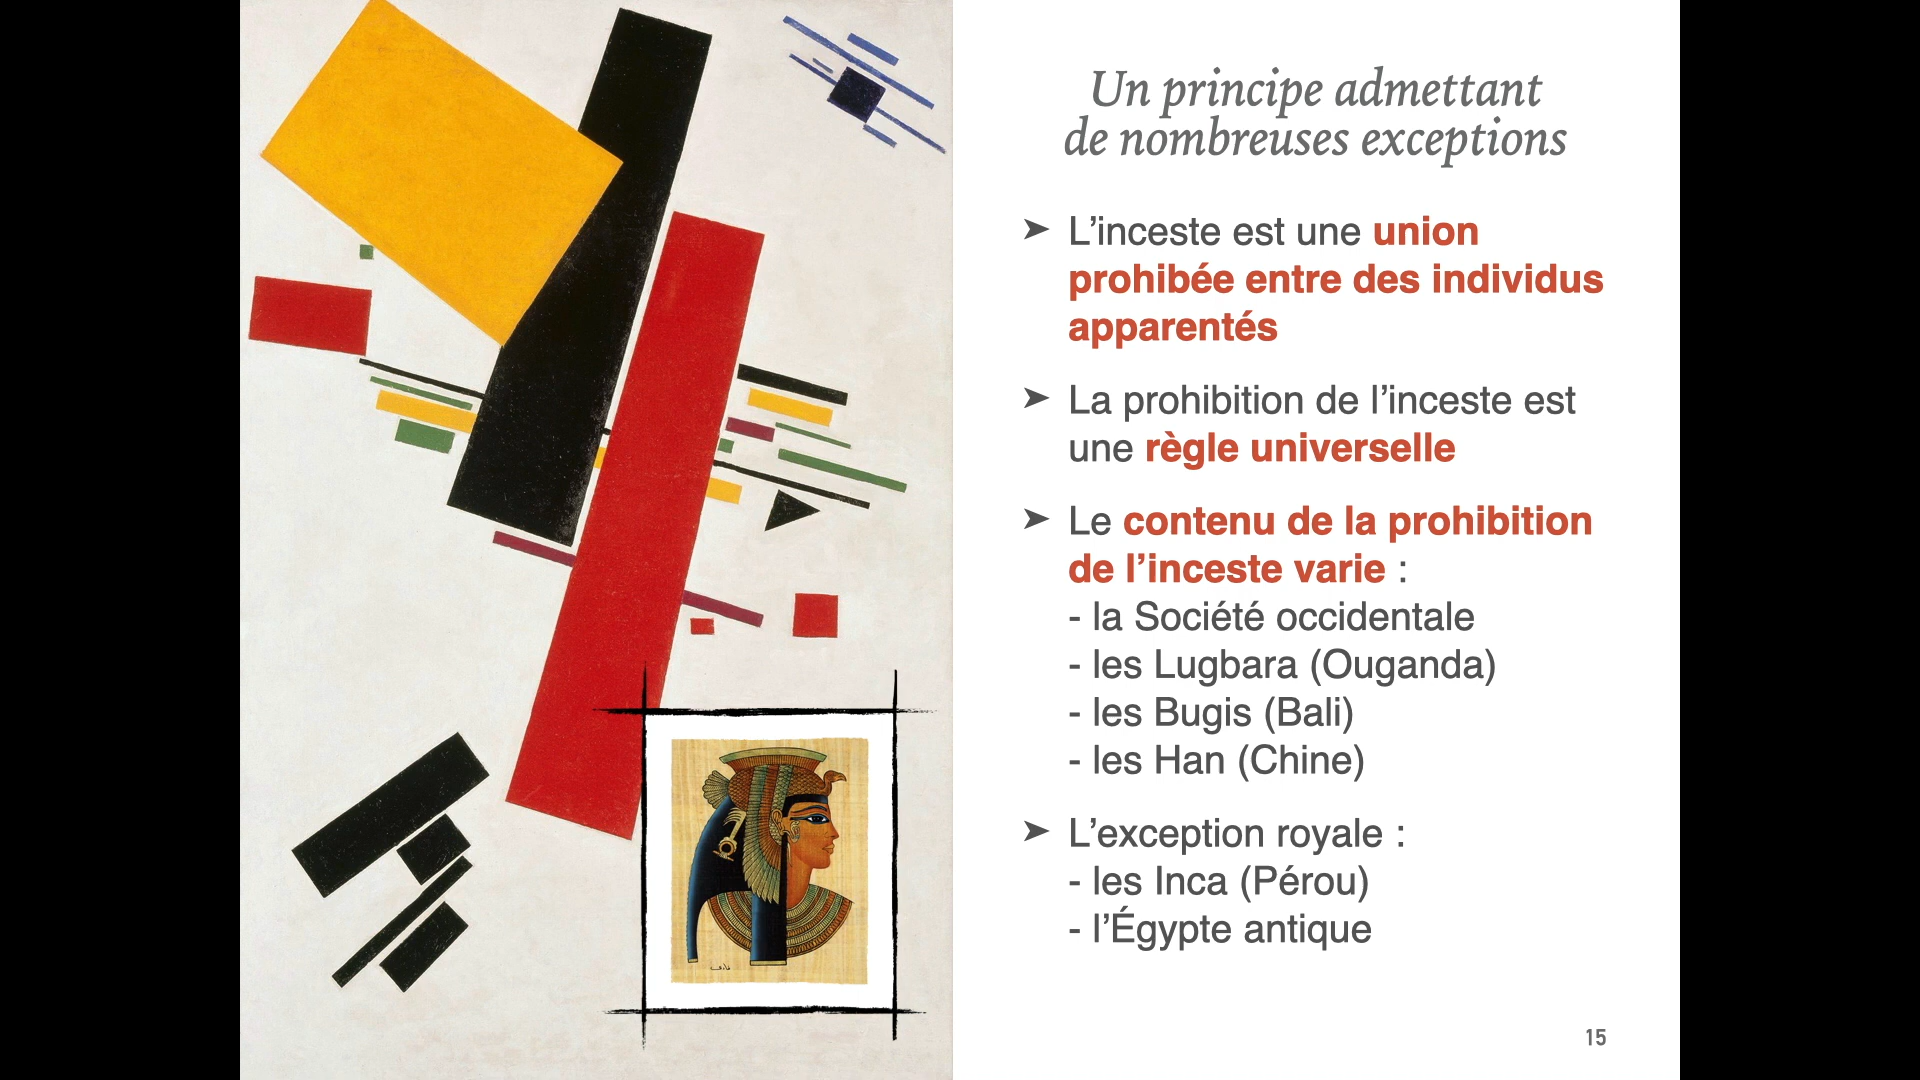 Un principe admettant
de nombreuses exceptions
➤ L’inceste est une union
prohibée entre des individus
apparentés
➤ La prohibition de l’inceste est
une règle universelle
➤ Le contenu de la prohibition
de l’inceste varie :
- la Société occidentale
- les Lugbara (Ouganda)
- les Bugis (Bali)
- les Han (Chine)
➤ L’exception royale :
- les Inca (Pérou)
- l’Égypte antique
15